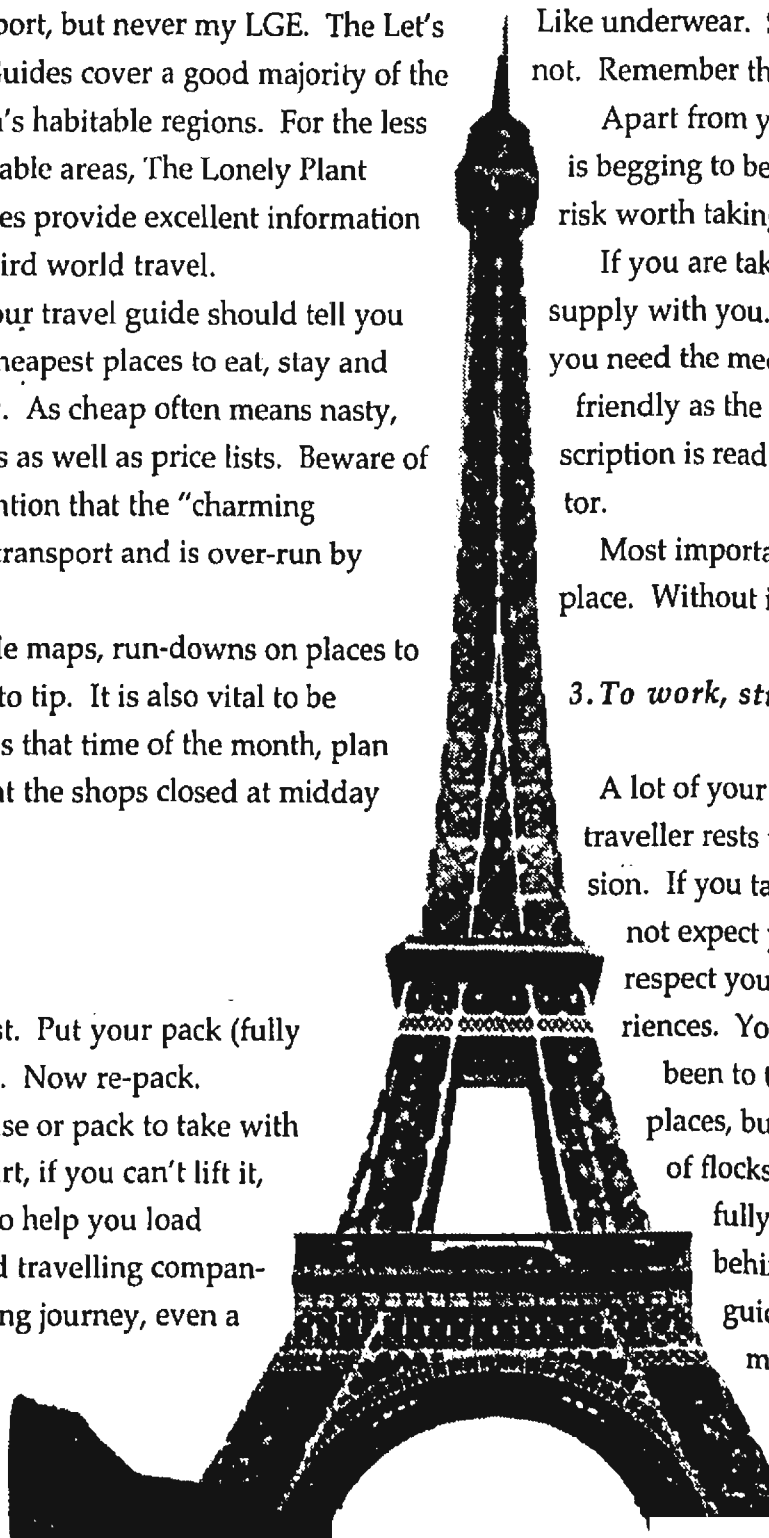 port, but never my LGE. The Let's
Guides cover a good majority of the
's habitable regions. For the less
able areas, The Lonely Plant
es provide excellent information
ird world travel.
our travel guide should tell you
heapest places to eat, stay and
. As cheap often means nasty,
s as well as price lists. Beware of
ntion that the "charming
transport and is over-run by
le maps, run-downs on places to
to tip. It is also vital to be
s that time of the month, plan
at the shops closed at midday
st. Put your pack (fully
. Now re-pack.
se or pack to take with
rt, if you can't lift it,
o help you load
d travelling compan-
ng journey, even a
Like underwear.
not. Remember th
Apart from y
is begging to be
risk worth taking
If you are tak
supply with you.
you need the med
friendly as the
scription is read
tor.
Most importa
place. Without i
3. To work, str
A lot of your
traveller rests
sion. If you ta
not expect y
respect you
riences. Yo
been to t
places, bu
of flocks
fully
behi
guid
m